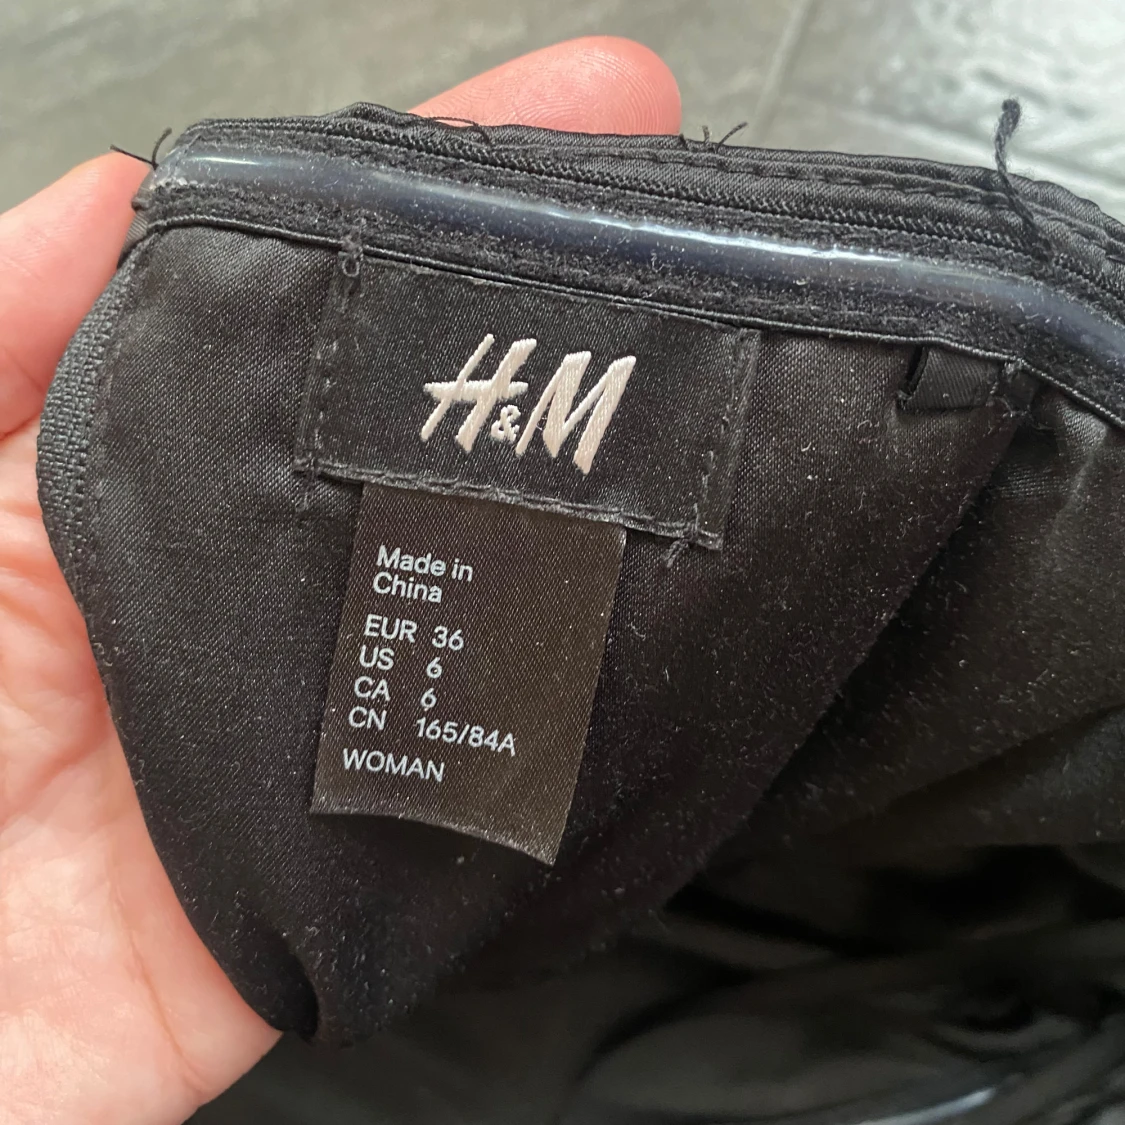 H&M
Made in
China
EUR 36
US 6
CA 6
CN 165/84A
WOMAN